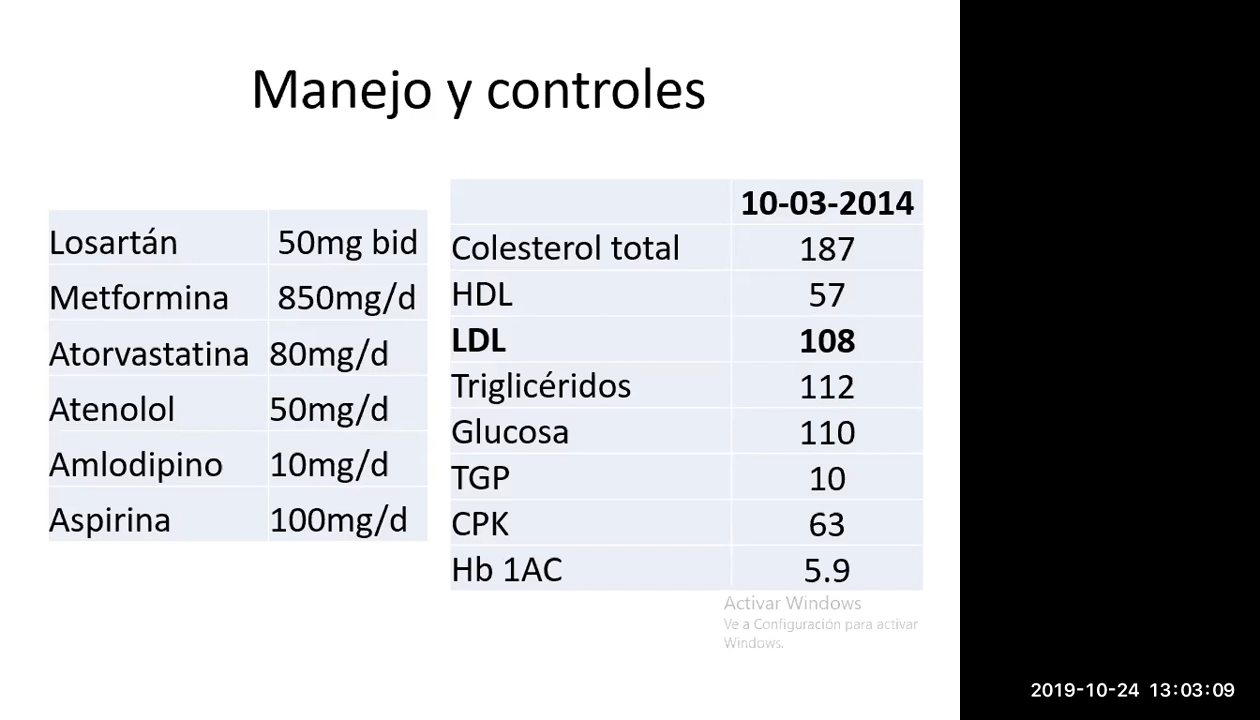 Manejo y controles
Losartán 50mg bid
Metformina 850mg/d
Atorvastatina 80mg/d
Atenolol 50mg/d
Amlodipino 10mg/d
Aspirina 100mg/d
10-03-2014
Colesterol total 187
HDL 57
LDL 108
Triglicéridos 112
Glucosa 110
TGP 10
CPK 63
Hb 1AC 5.9
Activar Windows
Ve a Configuración para activar
Windows.
2019-10-24 13:03:09